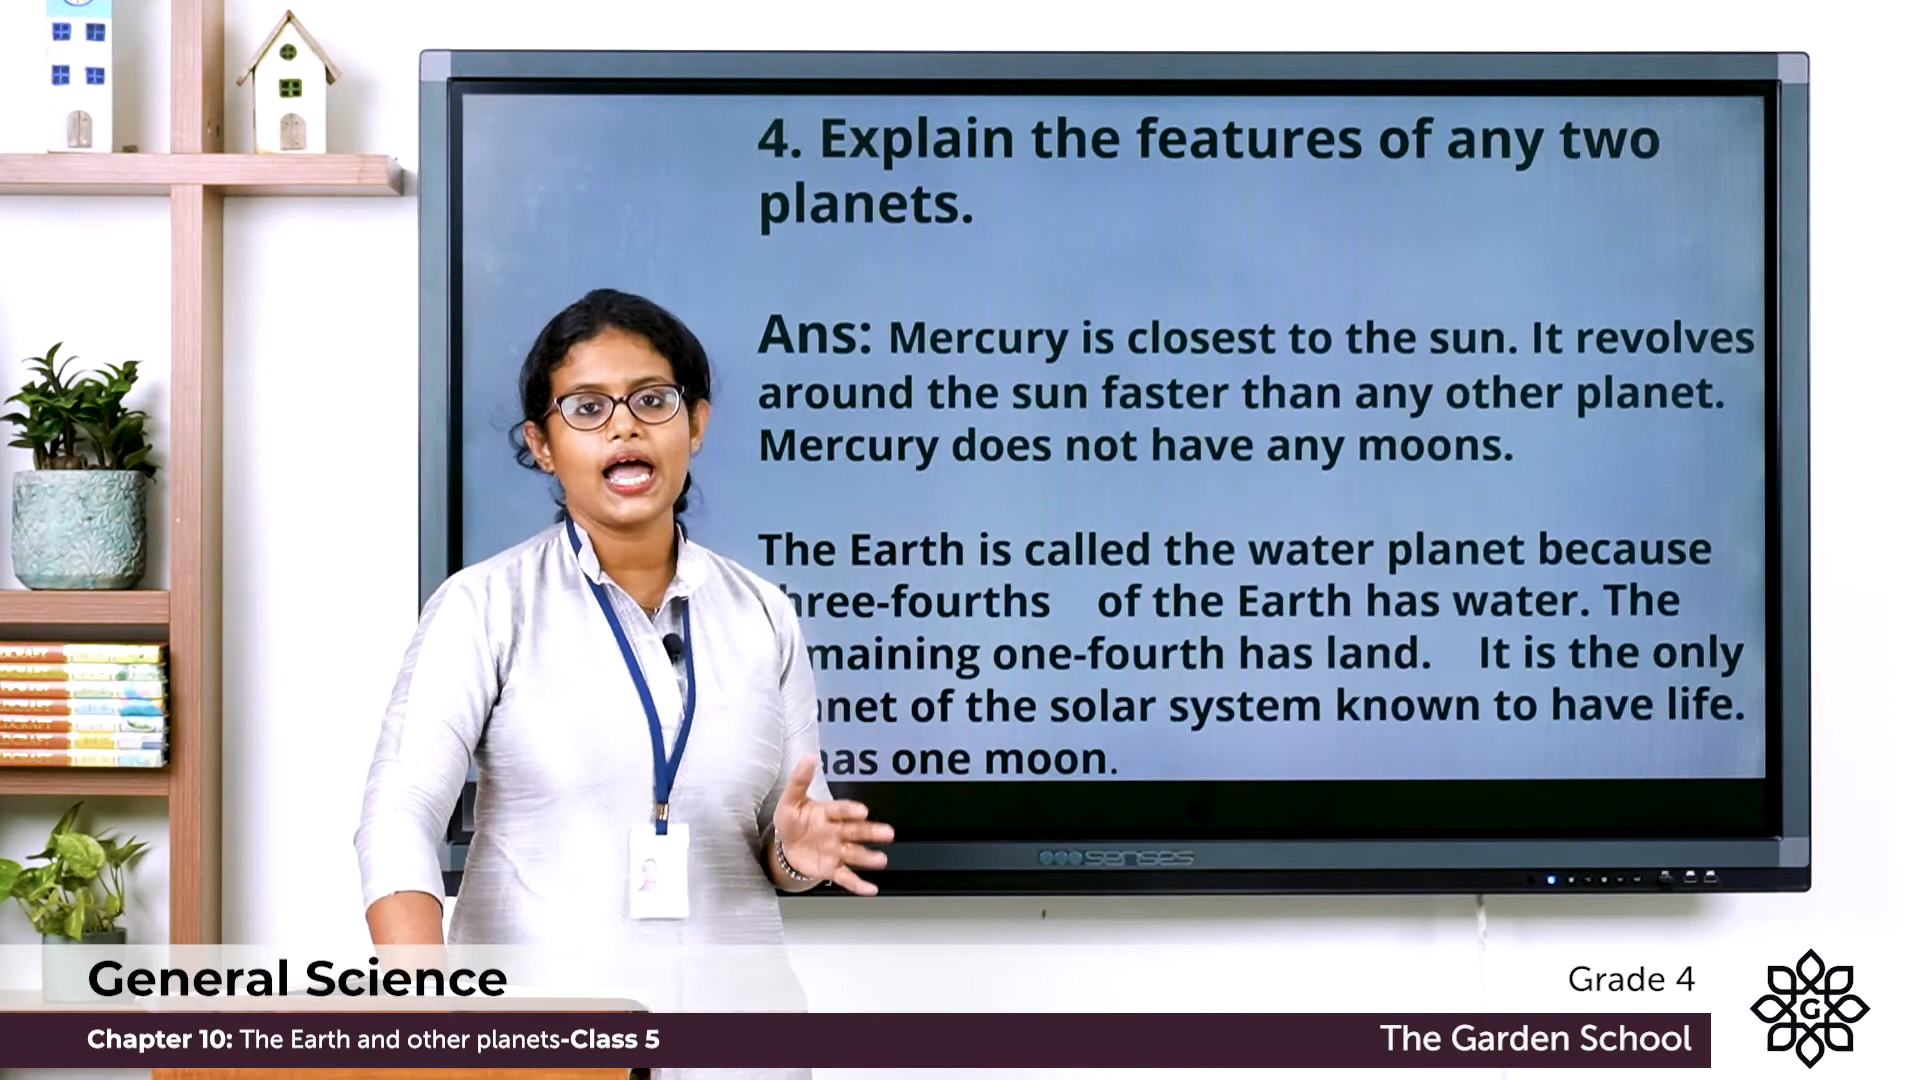 4. Explain the features of any two
planets.
Ans: Mercury is closest to the sun. It revolves
around the sun faster than any other planet.
Mercury does not have any moons.
The Earth is called the water planet because
of the Earth has water. The
one-fourth has land. It is the only
of the solar system known to have life.
one moon.
senses
General Science
Grade 4
Chapter 10: The Earth and other planets-Class 5
The Garden School
G